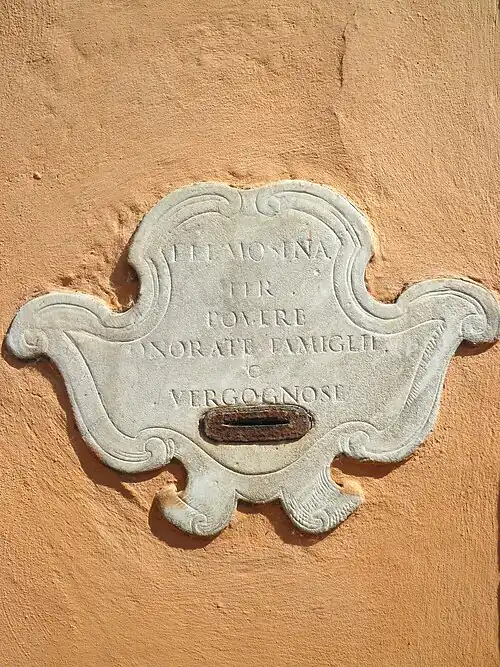 ELEMOSINA
PER
POVERE
ONORATE FAMIGLIE
E
VERGOGNOSE